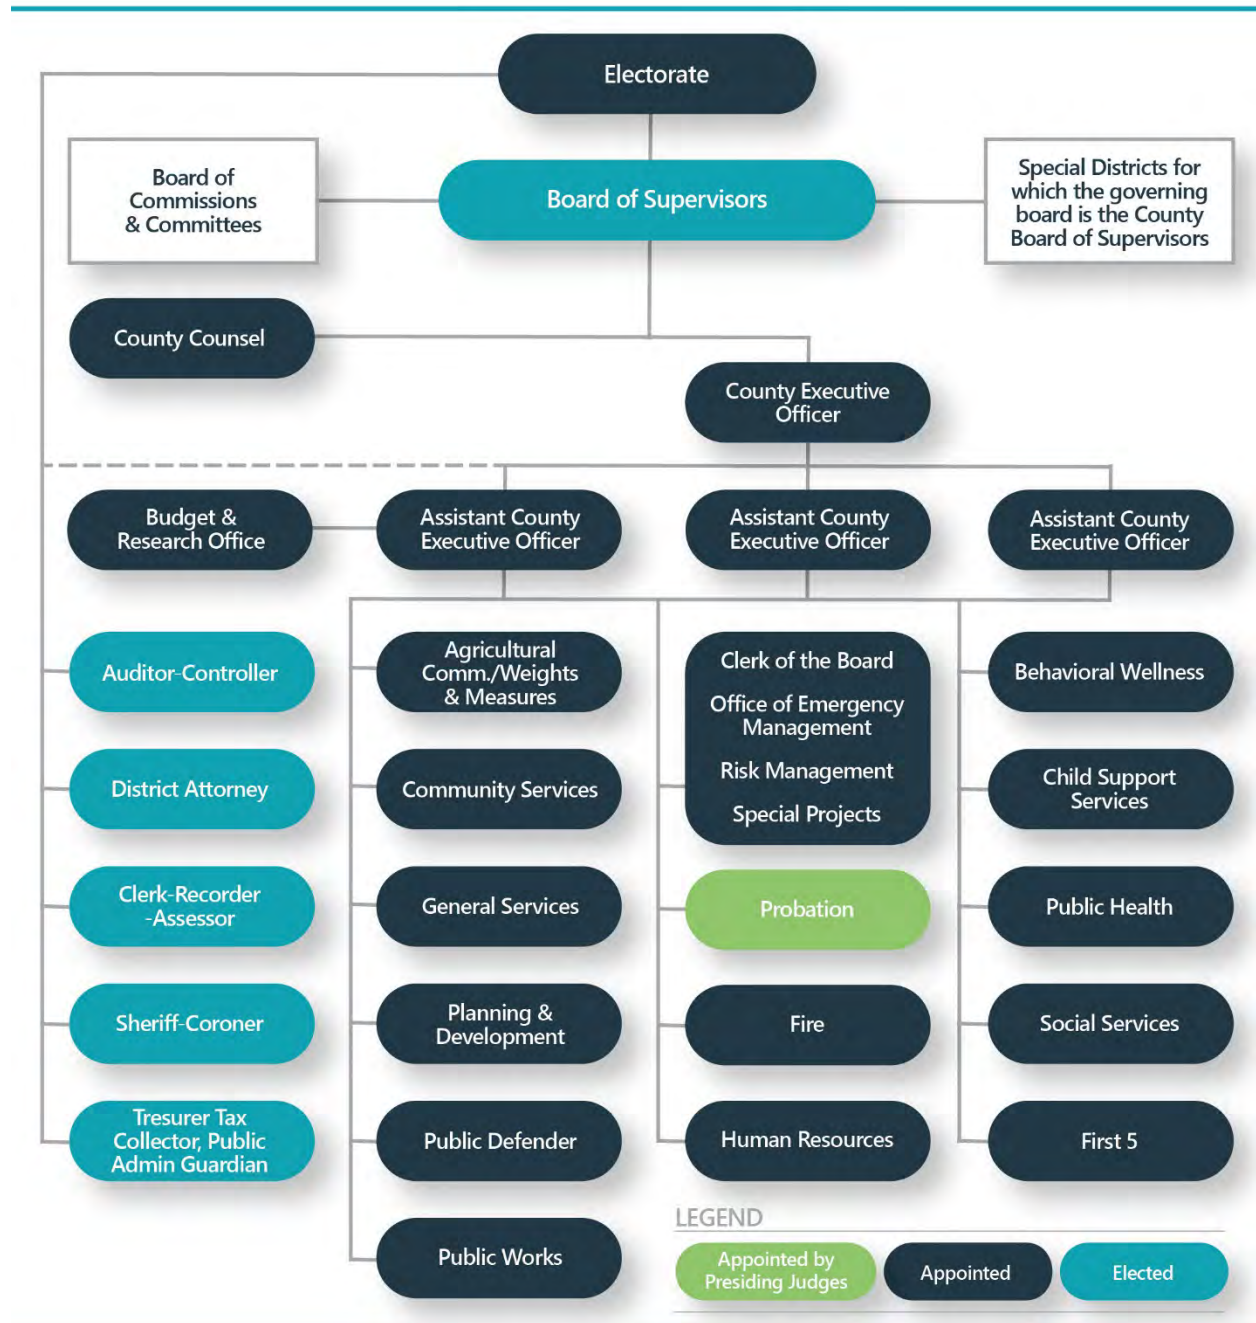 Electorate
Board of
Commissions
& Committees
Board of Supervisors
Special Districts for
which the governing
board is the County
Board of Supervisors
County Counsel
County Executive
Officer
Budget &
Research Office
Assistant County
Executive Officer
Assistant County
Executive Officer
Assistant County
Executive Officer
Auditor-Controller
District Attorney
Clerk-Recorder
-Assessor
Sheriff-Coroner
Tresurer Tax
Collector, Public
Admin Guardian
Agricultural
Comm./Weights
& Measures
Community Services
General Services
Planning &
Development
Public Defender
Public Works
Clerk of the Board
Office of Emergency
Management
Risk Management
Special Projects
Probation
Fire
Human Resources
Behavioral Wellness
Child Support
Services
Public Health
Social Services
First 5
LEGEND
Appointed by
Presiding Judges
Appointed
Elected